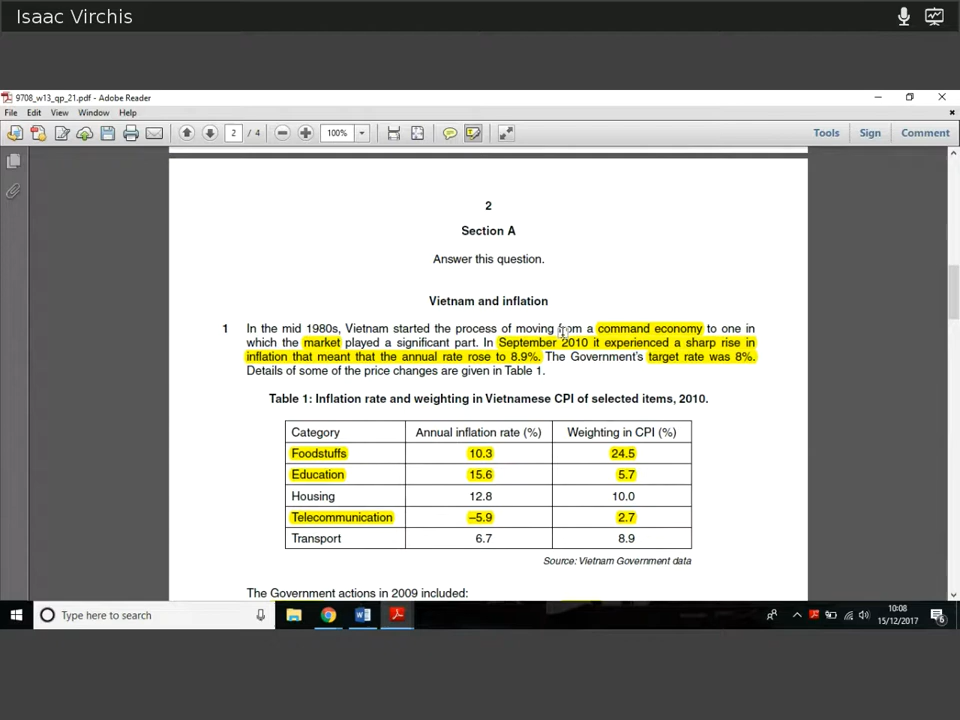 Isaac Virchis
9708_w13_qp_21.pdf - Adobe Reader
File Edit View Window Help
2 / 4 100% Tools Sign Comment
2
Section A
Answer this question.
Vietnam and inflation
1 In the mid 1980s, Vietnam started the process of moving from a command economy to one in
which the market played a significant part. In September 2010 it experienced a sharp rise in
inflation that meant that the annual rate rose to 8.9%. The Government's target rate was 8%.
Details of some of the price changes are given in Table 1.
Table 1: Inflation rate and weighting in Vietnamese CPI of selected items, 2010.
Category Annual inflation rate (%) Weighting in CPI (%)
Foodstuffs 10.3 24.5
Education 15.6 5.7
Housing 12.8 10.0
Telecommunication –5.9 2.7
Transport 6.7 8.9
Source: Vietnam Government data
The Government actions in 2009 included:
Type here to search
10:08
15/12/2017